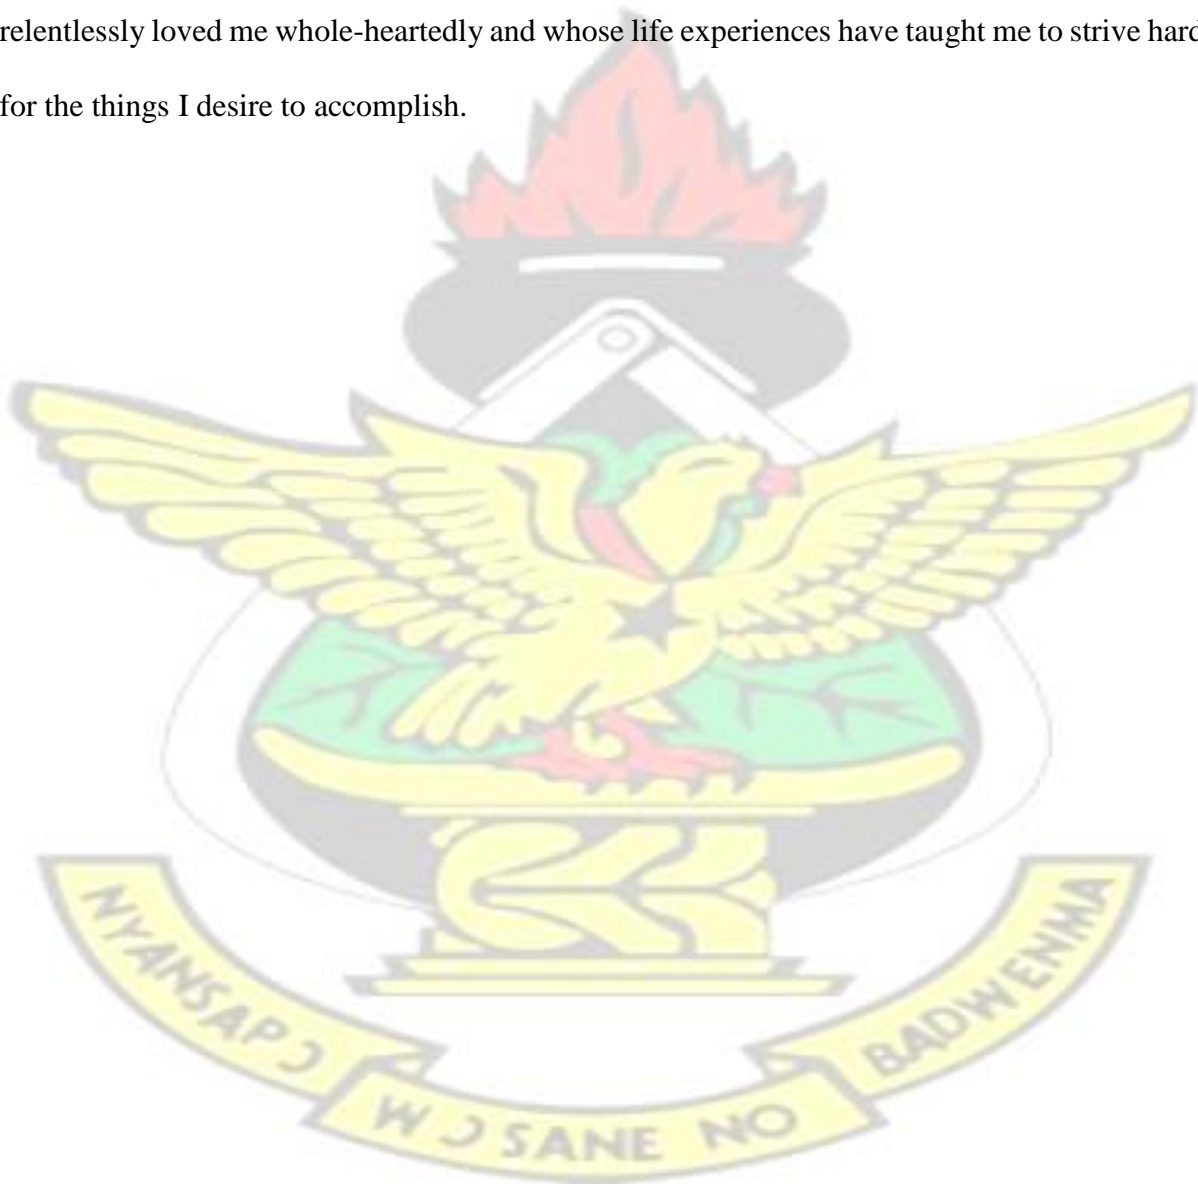 relentlessly loved me whole-heartedly and whose life experiences have taught me to strive hard
for the things I desire to accomplish.
NYANSAPƆ
WƆSANE NO
BADWENMA